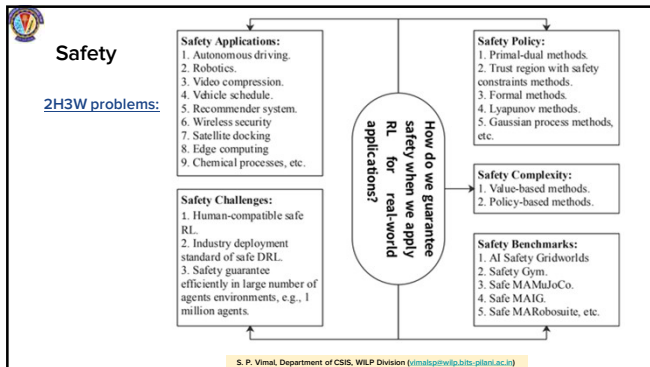 Safety
2H3W problems:
Safety Applications:
1. Autonomous driving.
2. Robotics.
3. Video compression.
4. Vehicle schedule.
5. Recommender system.
6. Wireless security
7. Satellite docking
8. Edge computing
9. Chemical processes, etc.
Safety Challenges:
1. Human-compatible safe
RL.
2. Industry deployment
standard of safe DRL.
3. Safety guarantee
efficiently in large number of
agents environments, e.g., 1
million agents.
How do we guarantee
safety when we apply
RL for real-world
applications?
Safety Policy:
1. Primal-dual methods.
2. Trust region with safety
constraints methods.
3. Formal methods.
4. Lyapunov methods.
5. Gaussian process methods,
etc.
Safety Complexity:
1. Value-based methods.
2. Policy-based methods.
Safety Benchmarks:
1. AI Safety Gridworlds
2. Safety Gym.
3. Safe MAMuJoCo.
4. Safe MAIG.
5. Safe MARobosuite, etc.
S. P. Vimal, Department of CSIS, WILP Division (vimalsp@wilp.bits-pilani.ac.in)